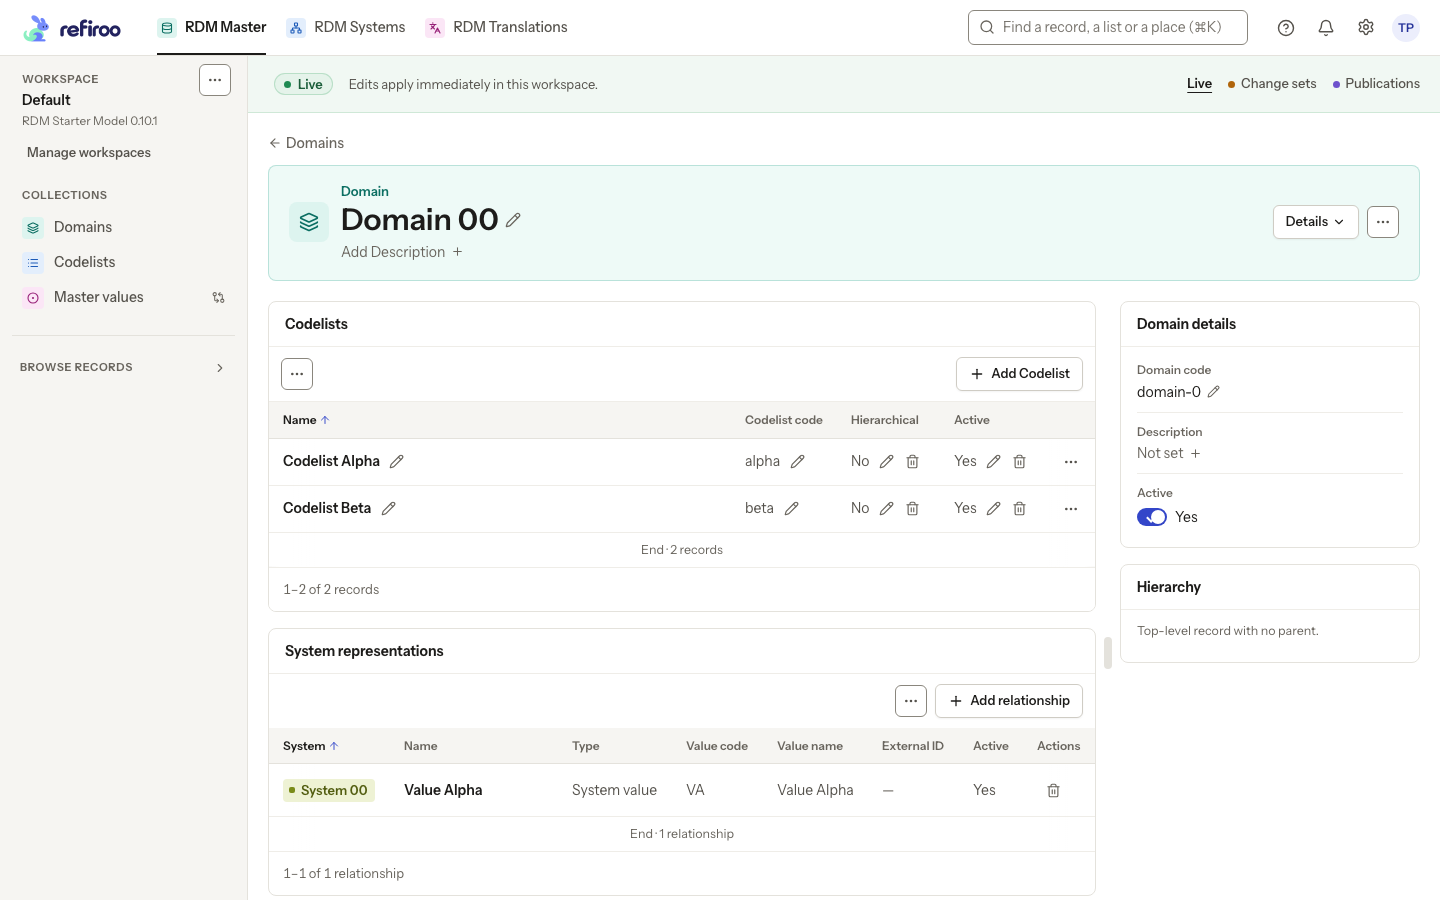 refiroo
RDM Master
RDM Systems
RDM Translations
Find a record, a list or a place (⌘K)
TP
WORKSPACE
Default
RDM Starter Model 0.10.1
Manage workspaces
COLLECTIONS
Domains
Codelists
Master values
BROWSE RECORDS
Live
Edits apply immediately in this workspace.
Live
Change sets
Publications
Domains
Domain
Domain 00
Add Description
Details
Codelists
Add Codelist
Name Codelist code Hierarchical Active
Codelist Alpha alpha No Yes
Codelist Beta beta No Yes
End · 2 records
1–2 of 2 records
System representations
Add relationship
System Name Type Value code Value name External ID Active Actions
System 00 Value Alpha System value VA Value Alpha — Yes
End · 1 relationship
1–1 of 1 relationship
Domain details
Domain code
domain-0
Description
Not set
Active
Yes
Hierarchy
Top-level record with no parent.